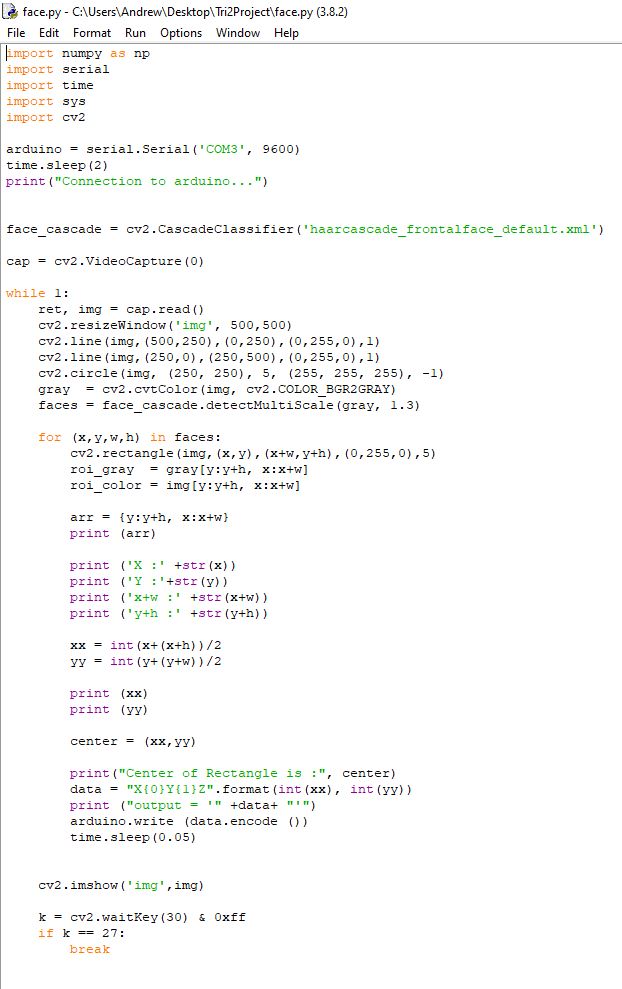 face.py - C:\Users\Andrew\Desktop\Tri2Project\face.py (3.8.2)
File Edit Format Run Options Window Help
import numpy as np
import serial
import time
import sys
import cv2

arduino = serial.Serial('COM3', 9600)
time.sleep(2)
print("Connection to arduino...")


face_cascade = cv2.CascadeClassifier('haarcascade_frontalface_default.xml')

cap = cv2.VideoCapture(0)

while 1:
    ret, img = cap.read()
    cv2.resizeWindow('img', 500,500)
    cv2.line(img,(500,250),(0,250),(0,255,0),1)
    cv2.line(img,(250,0),(250,500),(0,255,0),1)
    cv2.circle(img, (250, 250), 5, (255, 255, 255), -1)
    gray  = cv2.cvtColor(img, cv2.COLOR_BGR2GRAY)
    faces = face_cascade.detectMultiScale(gray, 1.3)

    for (x,y,w,h) in faces:
        cv2.rectangle(img,(x,y),(x+w,y+h),(0,255,0),5)
        roi_gray  = gray[y:y+h, x:x+w]
        roi_color = img[y:y+h, x:x+w]

        arr = {y:y+h, x:x+w}
        print (arr)

        print ('X :' +str(x))
        print ('Y :'+str(y))
        print ('x+w :' +str(x+w))
        print ('y+h :' +str(y+h))

        xx = int(x+(x+h))/2
        yy = int(y+(y+w))/2

        print (xx)
        print (yy)

        center = (xx,yy)

        print("Center of Rectangle is :", center)
        data = "X{0}Y{1}Z".format(int(xx), int(yy))
        print ("output = '" +data+ "'")
        arduino.write (data.encode ())
        time.sleep(0.05)


    cv2.imshow('img',img)

    k = cv2.waitKey(30) & 0xff
    if k == 27:
        break